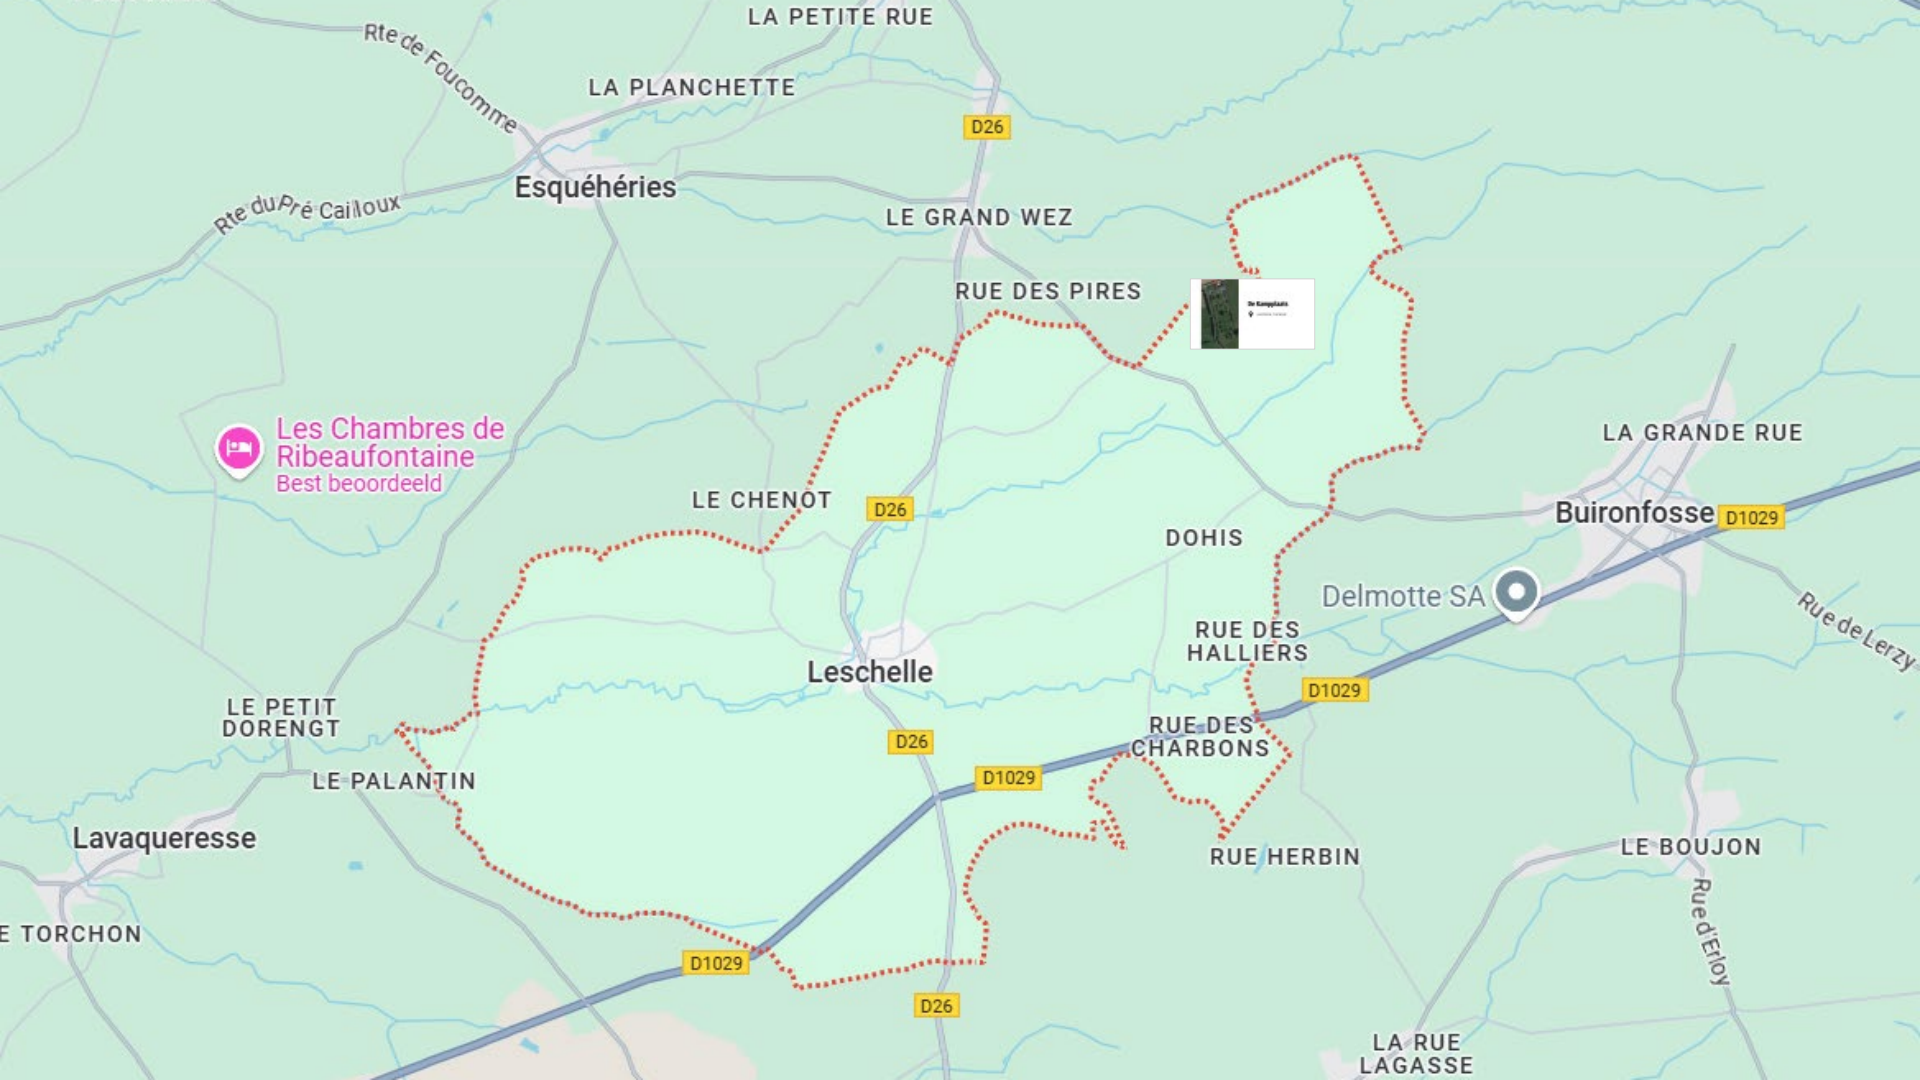 LA PETITE RUE
Rte de Foucomme
LA PLANCHETTE
D26
Esquéhéries
Rte du Pré Cailloux
LE GRAND WEZ
RUE DES PIRES
De Kampplaats
Les Chambres de
Ribeaufontaine
Best beoordeeld
LA GRANDE RUE
LE CHENOT
D26
Buironfosse
D1029
DOHIS
Delmotte SA
Rue de Lerzy
RUE DES
HALLIERS
Leschelle
D1029
LE PETIT
DORENGT
D26
RUE DES
CHARBONS
LE PALANTIN
D1029
Lavaqueresse
RUE HERBIN
LE BOUJON
Rue d'Erloy
E TORCHON
D1029
D26
LA RUE
LAGASSE